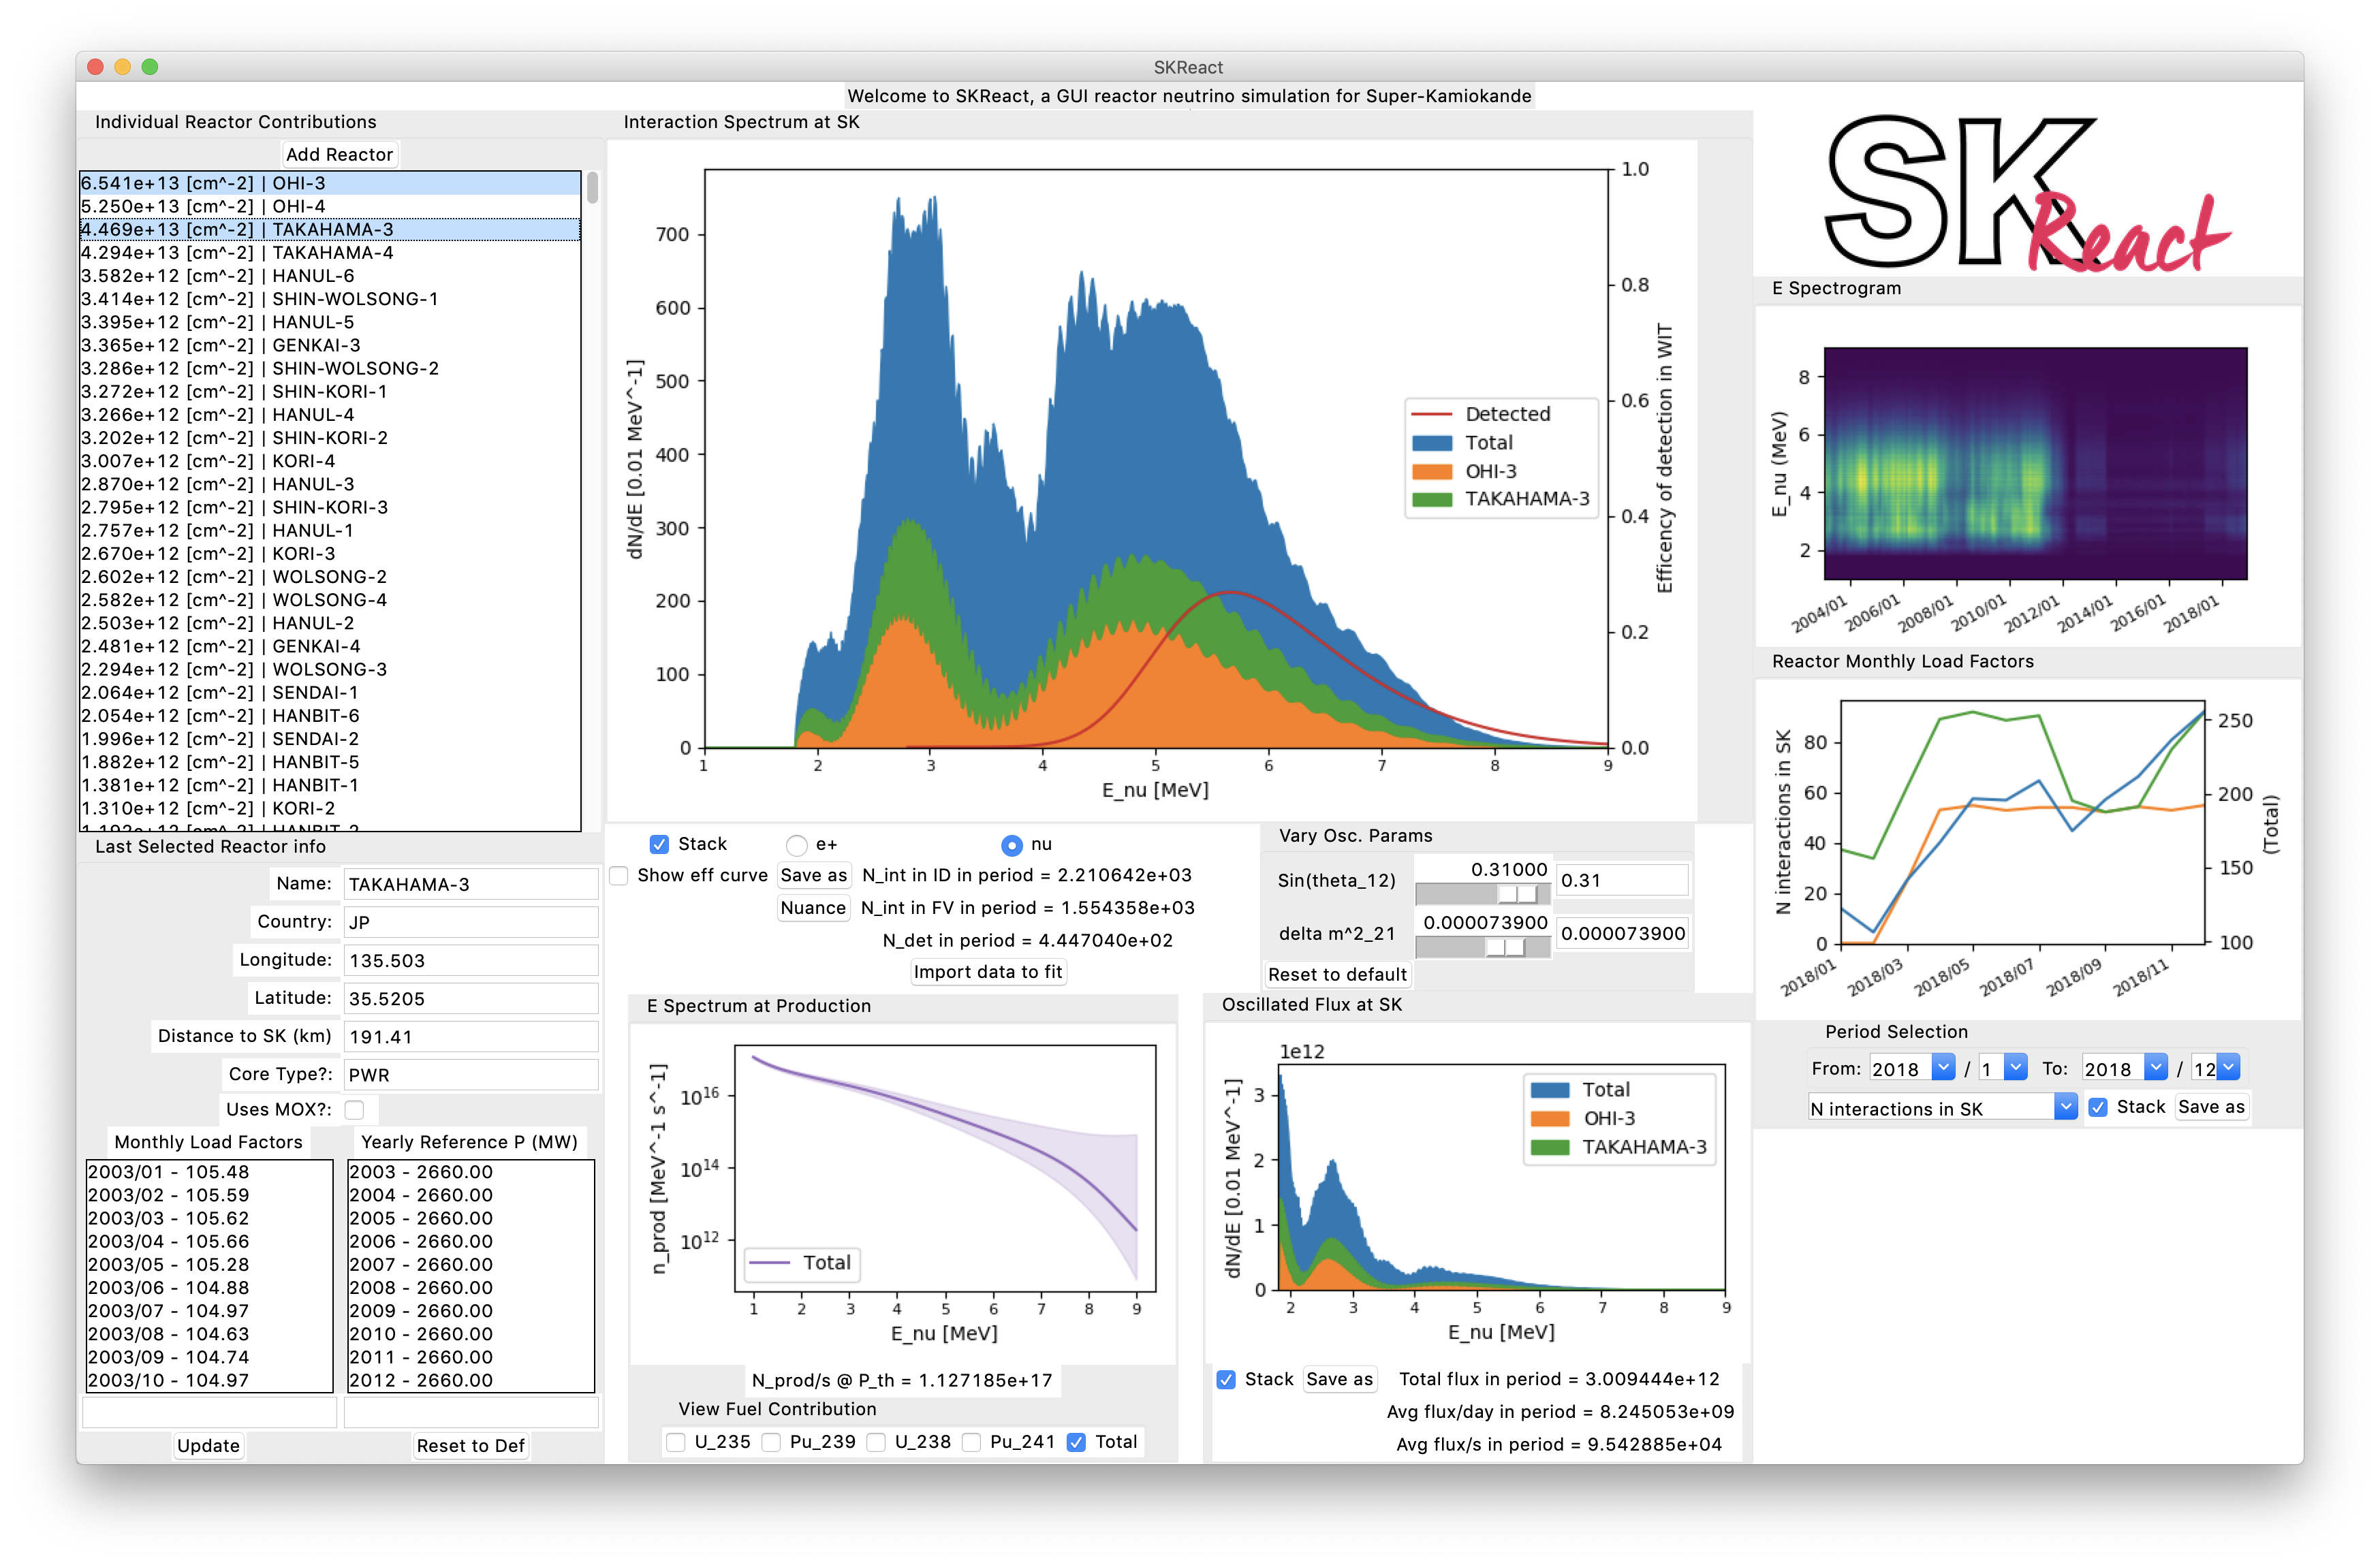 SKReact
Welcome to SKReact, a GUI reactor neutrino simulation for Super-Kamiokande
Individual Reactor Contributions
Add Reactor
6.541e+13 [cm^-2] | OHI-3
5.250e+13 [cm^-2] | OHI-4
4.469e+13 [cm^-2] | TAKAHAMA-3
4.294e+13 [cm^-2] | TAKAHAMA-4
3.582e+12 [cm^-2] | HANUL-6
3.414e+12 [cm^-2] | SHIN-WOLSONG-1
3.395e+12 [cm^-2] | HANUL-5
3.365e+12 [cm^-2] | GENKAI-3
3.286e+12 [cm^-2] | SHIN-WOLSONG-2
3.272e+12 [cm^-2] | SHIN-KORI-1
3.266e+12 [cm^-2] | HANUL-4
3.202e+12 [cm^-2] | SHIN-KORI-2
3.007e+12 [cm^-2] | KORI-4
2.870e+12 [cm^-2] | HANUL-3
2.795e+12 [cm^-2] | SHIN-KORI-3
2.757e+12 [cm^-2] | HANUL-1
2.670e+12 [cm^-2] | KORI-3
2.602e+12 [cm^-2] | WOLSONG-2
2.582e+12 [cm^-2] | WOLSONG-4
2.503e+12 [cm^-2] | HANUL-2
2.481e+12 [cm^-2] | GENKAI-4
2.294e+12 [cm^-2] | WOLSONG-3
2.064e+12 [cm^-2] | SENDAI-1
2.054e+12 [cm^-2] | HANBIT-6
1.996e+12 [cm^-2] | SENDAI-2
1.882e+12 [cm^-2] | HANBIT-5
1.381e+12 [cm^-2] | HANBIT-1
1.310e+12 [cm^-2] | KORI-2
Last Selected Reactor info
Name: TAKAHAMA-3
Country: JP
Longitude: 135.503
Latitude: 35.5205
Distance to SK (km) 191.41
Core Type?: PWR
Uses MOX?:
Monthly Load Factors
2003/01 - 105.48
2003/02 - 105.59
2003/03 - 105.62
2003/04 - 105.66
2003/05 - 105.28
2003/06 - 104.88
2003/07 - 104.97
2003/08 - 104.63
2003/09 - 104.74
2003/10 - 104.97
Update
Yearly Reference P (MW)
2003 - 2660.00
2004 - 2660.00
2005 - 2660.00
2006 - 2660.00
2007 - 2660.00
2008 - 2660.00
2009 - 2660.00
2010 - 2660.00
2011 - 2660.00
2012 - 2660.00
Reset to Def
Interaction Spectrum at SK
dN/dE [0.01 MeV^-1]
700
600
500
400
300
200
100
0
1 2 3 4 5 6 7 8 9
E_nu [MeV]
1.0
0.8
0.6
0.4
0.2
0.0
Efficency of detection in WIT
Detected
Total
OHI-3
TAKAHAMA-3
Stack e+ nu
Show eff curve Save as N_int in ID in period = 2.210642e+03
Nuance N_int in FV in period = 1.554358e+03
N_det in period = 4.447040e+02
Import data to fit
Vary Osc. Params
Sin(theta_12) 0.31000 0.31
delta m^2_21 0.000073900 0.000073900
Reset to default
E Spectrum at Production
n_prod [MeV^-1 s^-1]
10^16
10^14
10^12
Total
1 2 3 4 5 6 7 8 9
E_nu [MeV]
N_prod/s @ P_th = 1.127185e+17
View Fuel Contribution
U_235 Pu_239 U_238 Pu_241 Total
Oscillated Flux at SK
1e12
dN/dE [0.01 MeV^-1]
3
2
1
0
Total
OHI-3
TAKAHAMA-3
2 3 4 5 6 7 8 9
E_nu [MeV]
Stack Save as Total flux in period = 3.009444e+12
Avg flux/day in period = 8.245053e+09
Avg flux/s in period = 9.542885e+04
SK React
E Spectrogram
E_nu (MeV)
8
6
4
2
2004/01 2006/01 2008/01 2010/01 2012/01 2014/01 2016/01 2018/01
Reactor Monthly Load Factors
N interactions in SK
80
60
40
20
0
250
200
150
100
(Total)
2018/01 2018/03 2018/05 2018/07 2018/09 2018/11
Period Selection
From: 2018 / 1 To: 2018 / 12
N interactions in SK Stack Save as